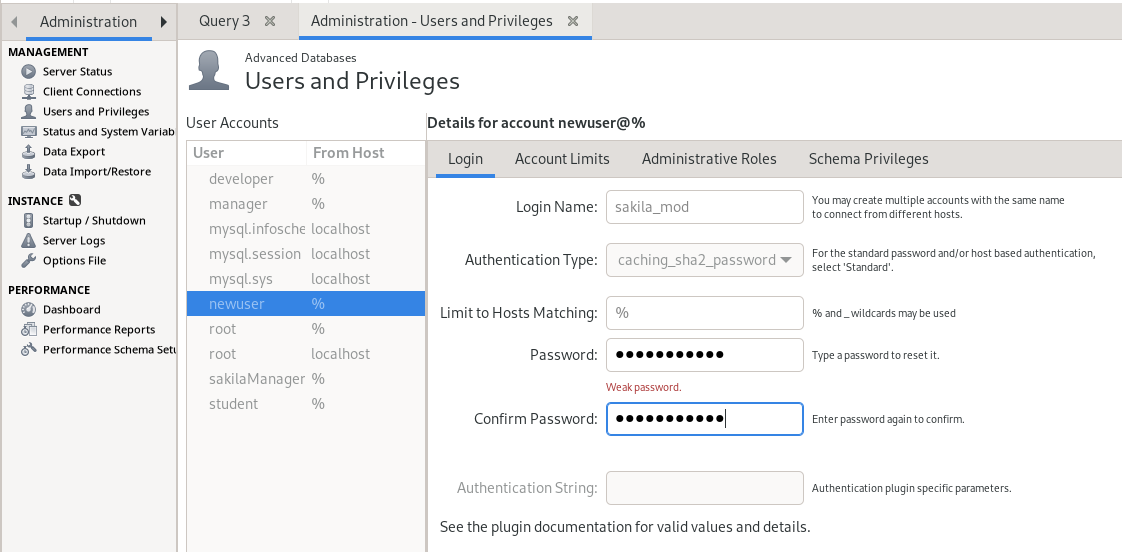 Administration
Query 3
Administration - Users and Privileges
MANAGEMENT
Server Status
Client Connections
Users and Privileges
Status and System Variab
Data Export
Data Import/Restore
INSTANCE
Startup / Shutdown
Server Logs
Options File
PERFORMANCE
Dashboard
Performance Reports
Performance Schema Setu
Advanced Databases
Users and Privileges
User Accounts
User From Host
developer %
manager %
mysql.infosche localhost
mysql.session localhost
mysql.sys localhost
newuser %
root %
root localhost
sakilaManager %
student %
Details for account newuser@%
Login Account Limits Administrative Roles Schema Privileges
Login Name: sakila_mod
You may create multiple accounts with the same name
to connect from different hosts.
Authentication Type: caching_sha2_password
For the standard password and/or host based authentication,
select 'Standard'.
Limit to Hosts Matching: % % and _ wildcards may be used
Password: ●●●●●●●●●●● Type a password to reset it.
Weak password.
Confirm Password: ●●●●●●●●●●● Enter password again to confirm.
Authentication String: Authentication plugin specific parameters.
See the plugin documentation for valid values and details.